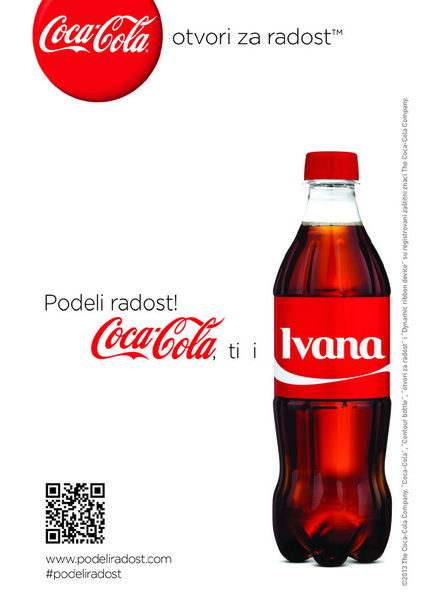 Coca-Cola
otvori za radost™
Podeli radost!
Coca-Cola, ti i
Ivana
www.podeliradost.com
#podeliradost
©2013 The Coca-Cola Company. "Coca-Cola", "Contour bottle", "otvori za radost" i "Dynamic ribbon device" su registrovani zaštitni znaci The Coca-Cola Company.